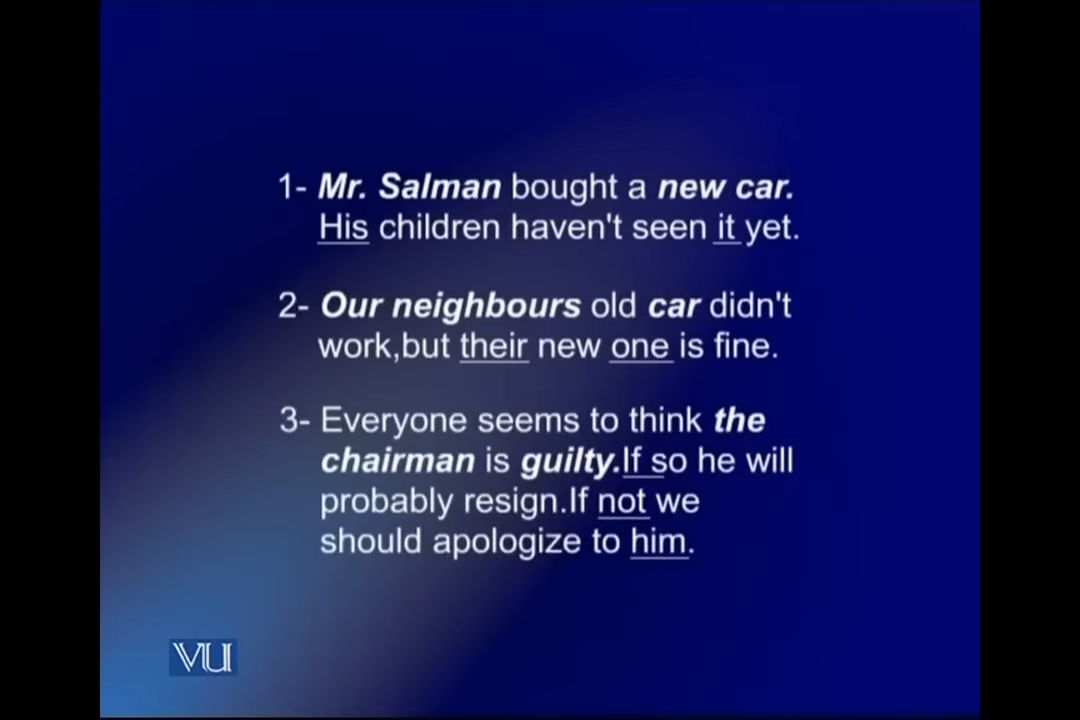 1- Mr. Salman bought a new car.
His children haven't seen it yet.
2- Our neighbours old car didn't
work,but their new one is fine.
3- Everyone seems to think the
chairman is guilty.If so he will
probably resign.If not we
should apologize to him.
VU